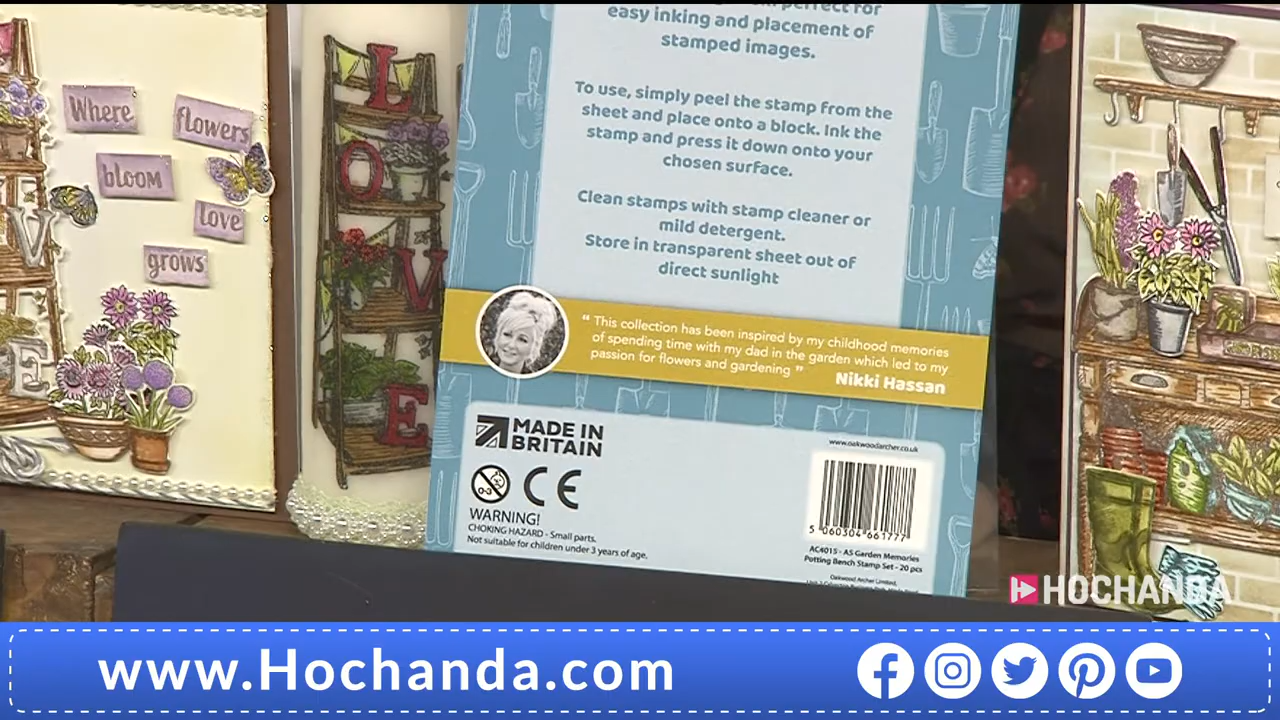 perfect for
easy inking and placement of
stamped images.
To use, simply peel the stamp from the
sheet and place onto a block. Ink the
stamp and press it down onto your
chosen surface.
Clean stamps with stamp cleaner or
mild detergent.
Store in transparent sheet out of
direct sunlight
“ This collection has been inspired by my childhood memories
of spending time with my dad in the garden which led to my
passion for flowers and gardening ”
Nikki Hassan
MADE IN
BRITAIN
0-3
CE
WARNING!
CHOKING HAZARD - Small parts.
Not suitable for children under 3 years of age.
www.oakwoodarcher.co.uk
5 060304 661777
AC4015 - A5 Garden Memories
Potting Bench Stamp Set - 20 pcs
Oakwood Archer Limited,
Where
flowers
bloom
love
grows
V
E
L
O
V
E
HOCHANDA
www.Hochanda.com